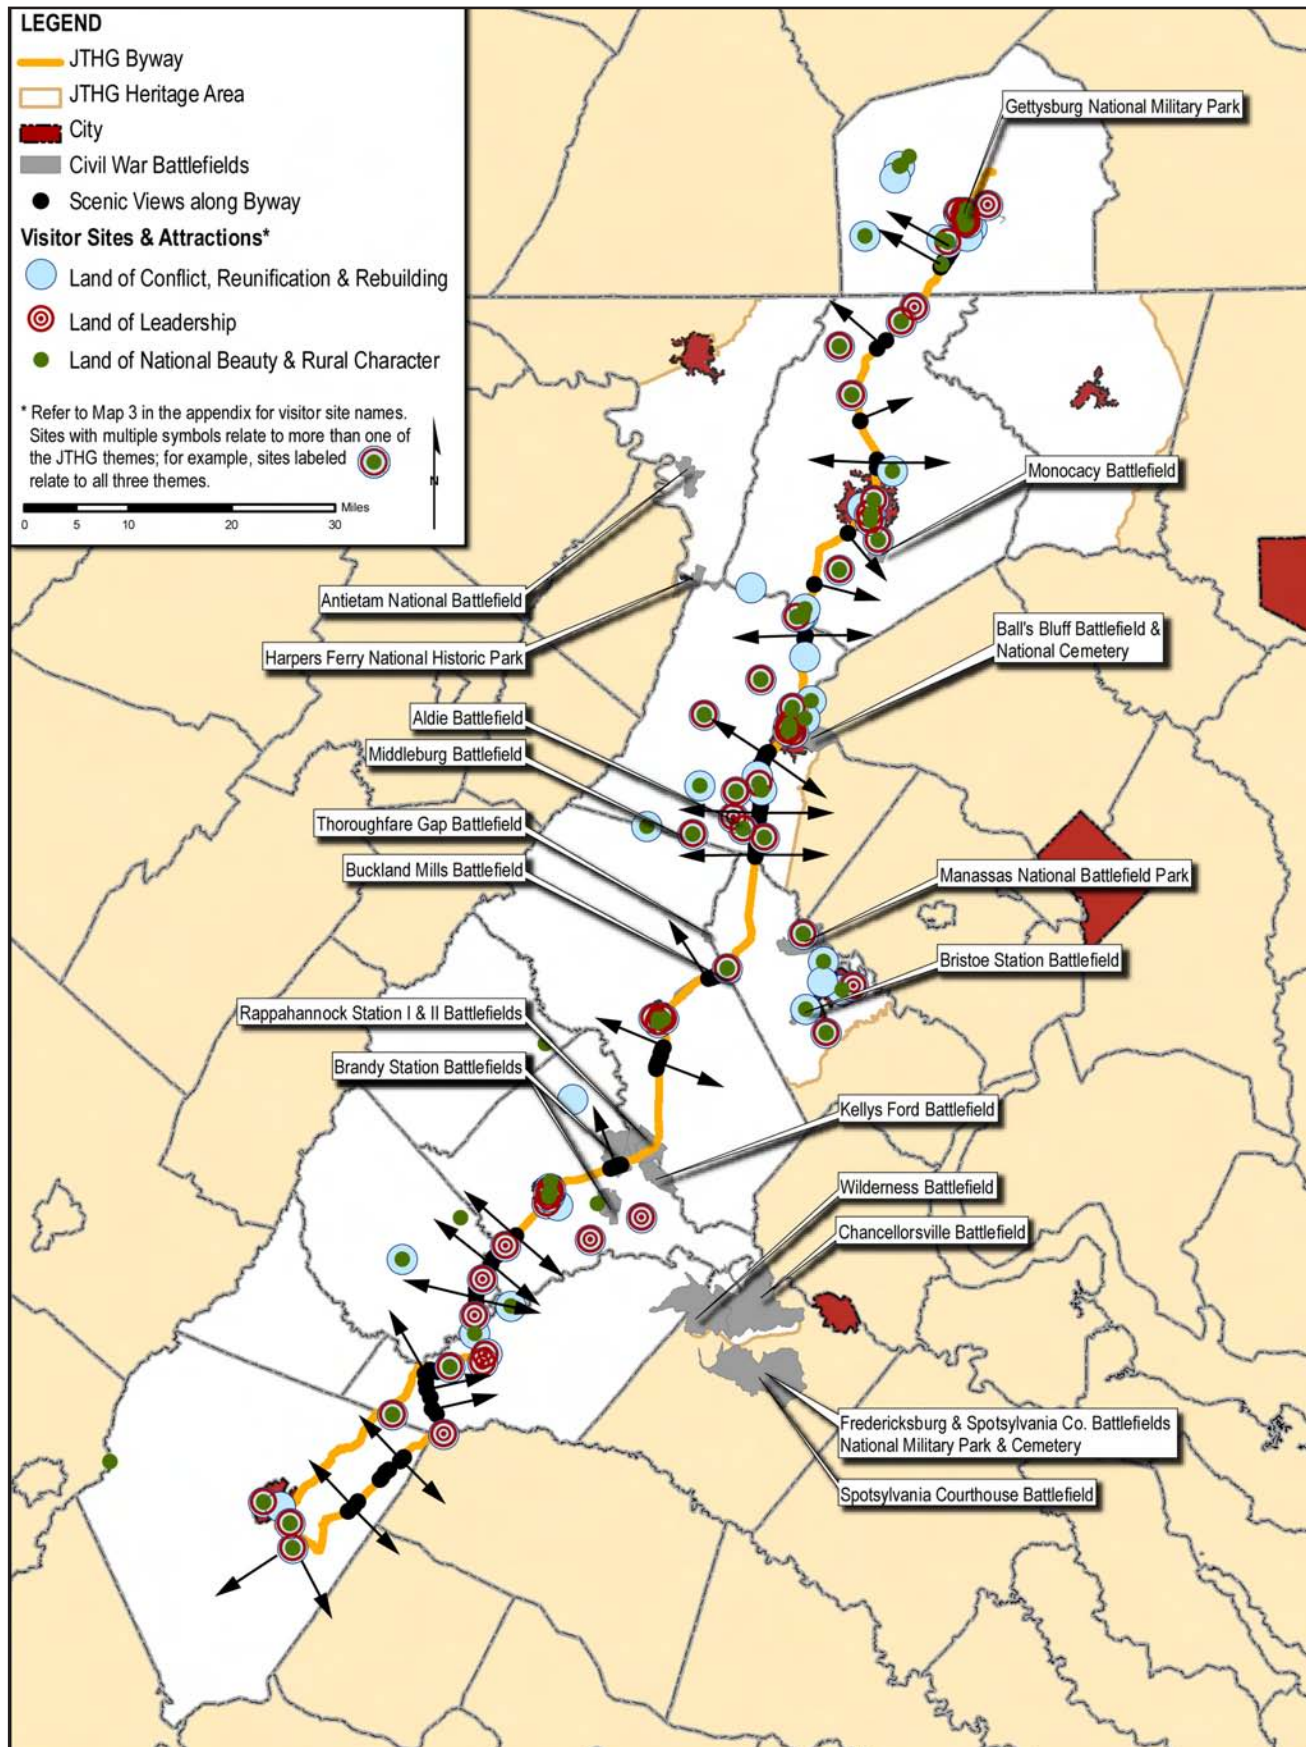 LEGEND
JTHG Byway
JTHG Heritage Area
City
Civil War Battlefields
Scenic Views along Byway
Visitor Sites & Attractions*
Land of Conflict, Reunification & Rebuilding
Land of Leadership
Land of National Beauty & Rural Character
* Refer to Map 3 in the appendix for visitor site names.
Sites with multiple symbols relate to more than one of
the JTHG themes; for example, sites labeled
relate to all three themes.
N
Miles
0 5 10 20 30
Gettysburg National Military Park
Monocacy Battlefield
Antietam National Battlefield
Harpers Ferry National Historic Park
Ball's Bluff Battlefield &
National Cemetery
Aldie Battlefield
Middleburg Battlefield
Thoroughfare Gap Battlefield
Buckland Mills Battlefield
Manassas National Battlefield Park
Bristoe Station Battlefield
Rappahannock Station I & II Battlefields
Brandy Station Battlefields
Kellys Ford Battlefield
Wilderness Battlefield
Chancellorsville Battlefield
Fredericksburg & Spotsylvania Co. Battlefields
National Military Park & Cemetery
Spotsylvania Courthouse Battlefield